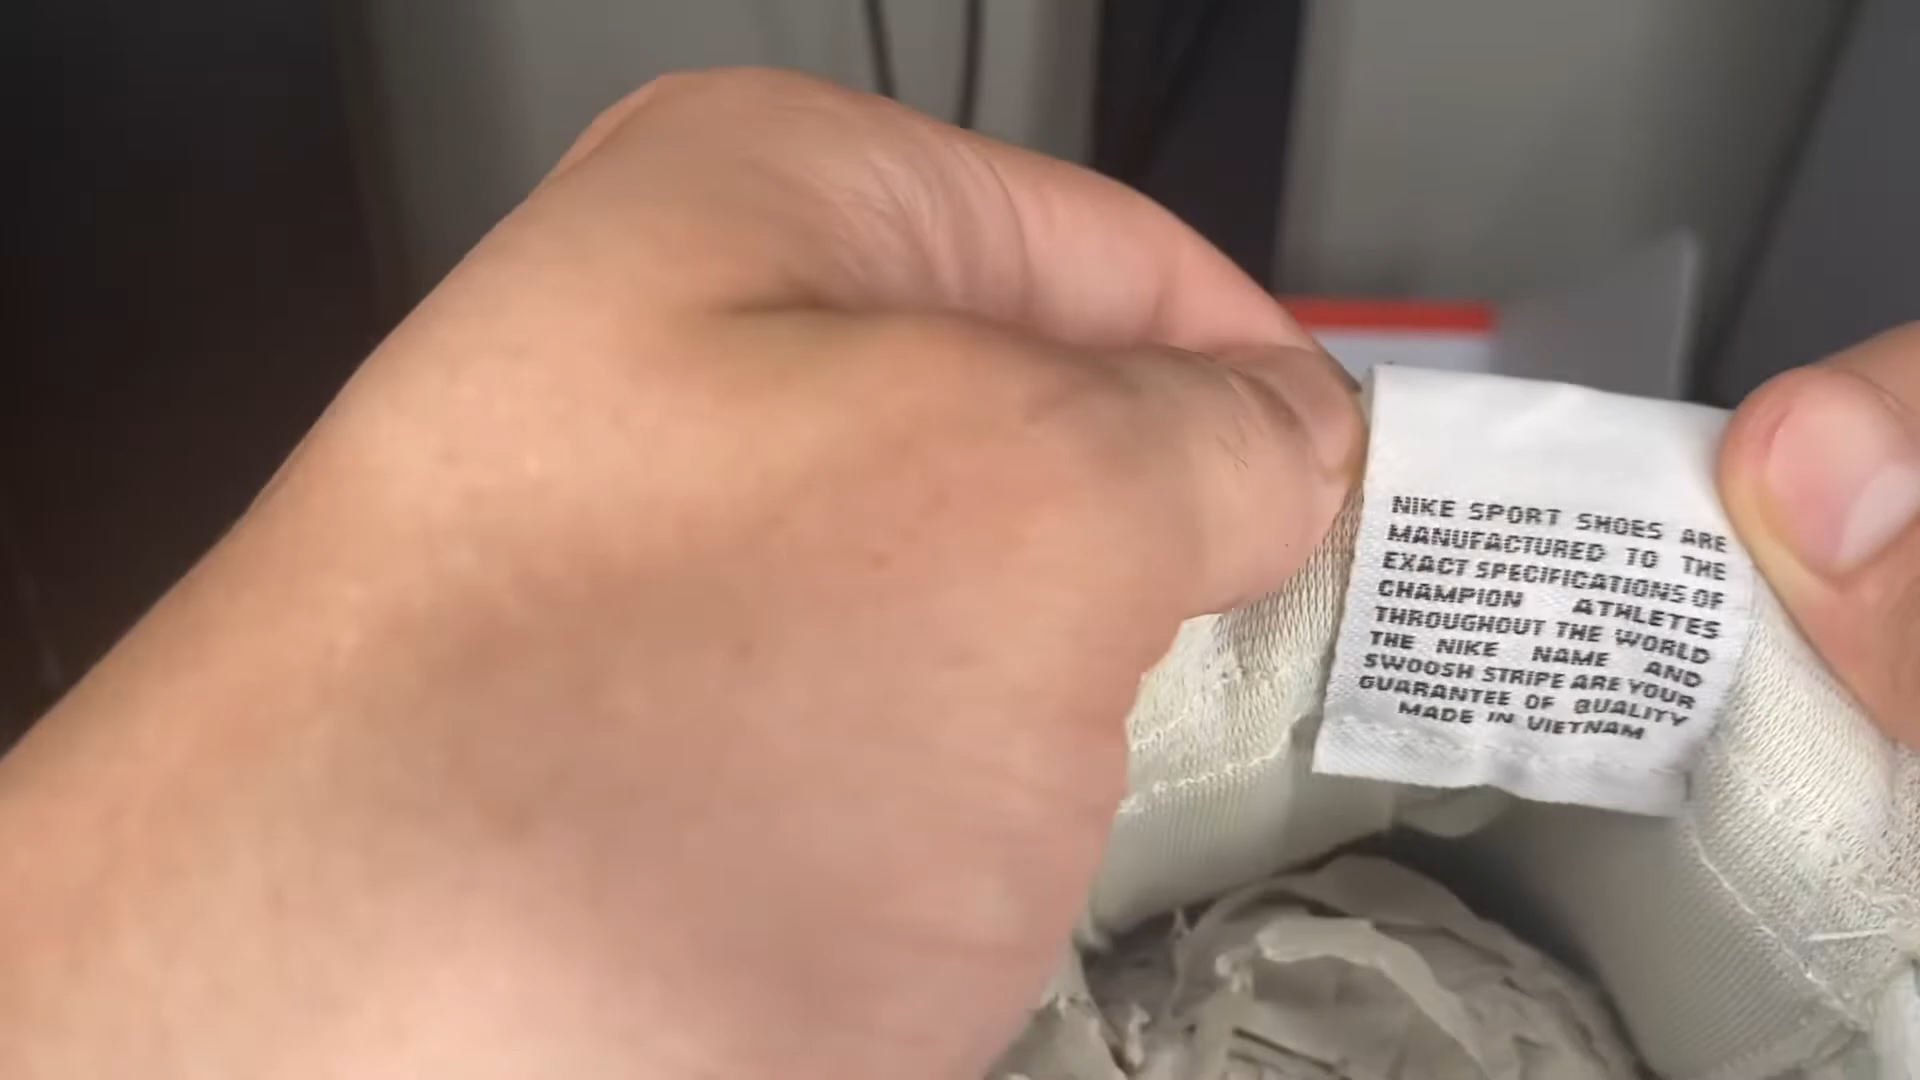 NIKE SPORT SHOES ARE
MANUFACTURED TO THE
EXACT SPECIFICATIONS OF
CHAMPION ATHLETES
THROUGHOUT THE WORLD
THE NIKE NAME AND
SWOOSH STRIPE ARE YOUR
GUARANTEE OF QUALITY
MADE IN VIETNAM